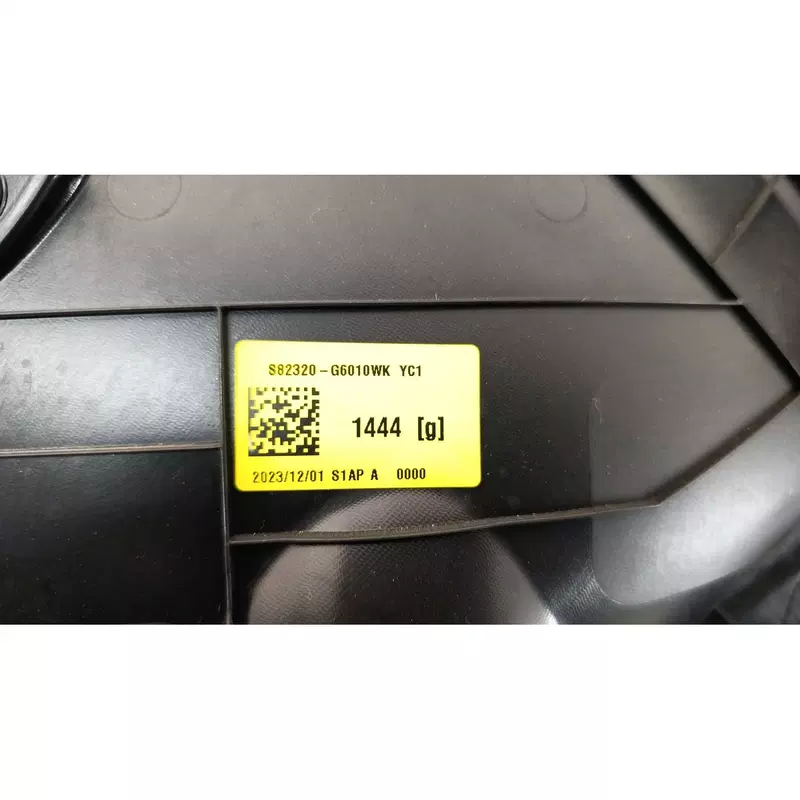 S82320-G6010WK YC1
1444 [g]
2023/12/01 S1AP A 0000